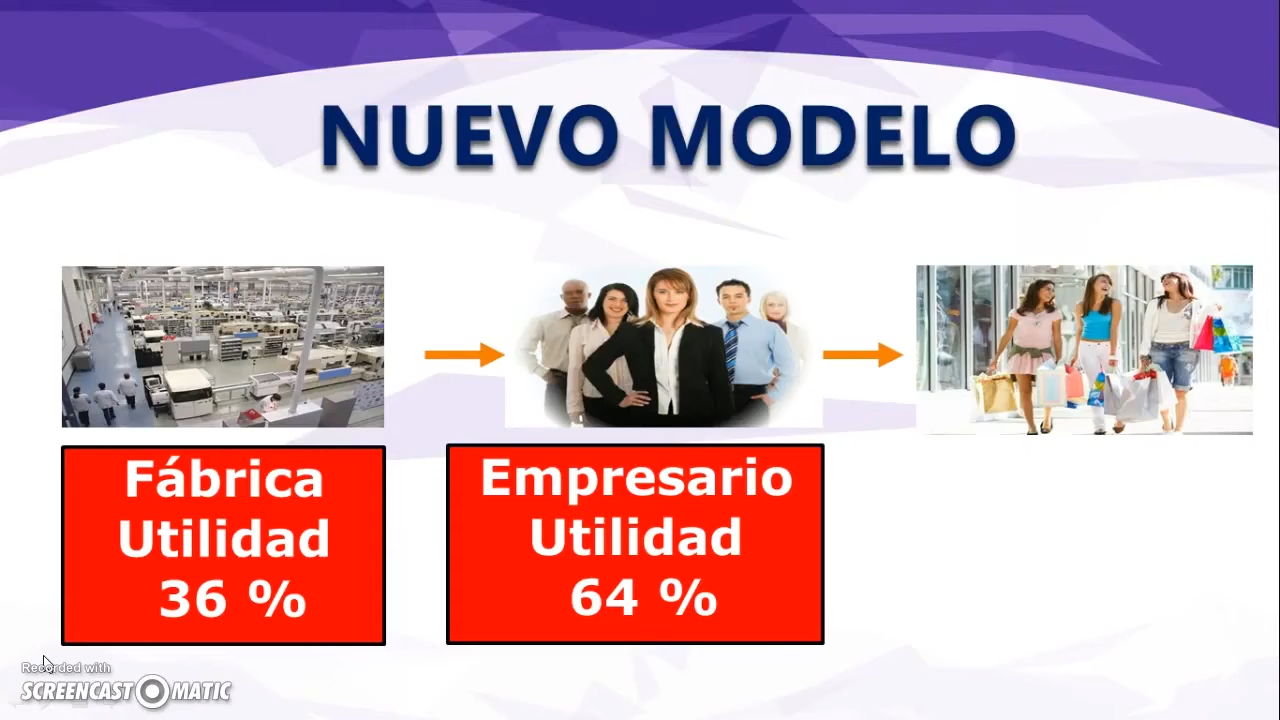 NUEVO MODELO
Fábrica
Utilidad
36 %
Empresario
Utilidad
64 %
Recorded with
SCREENCAST MATIC